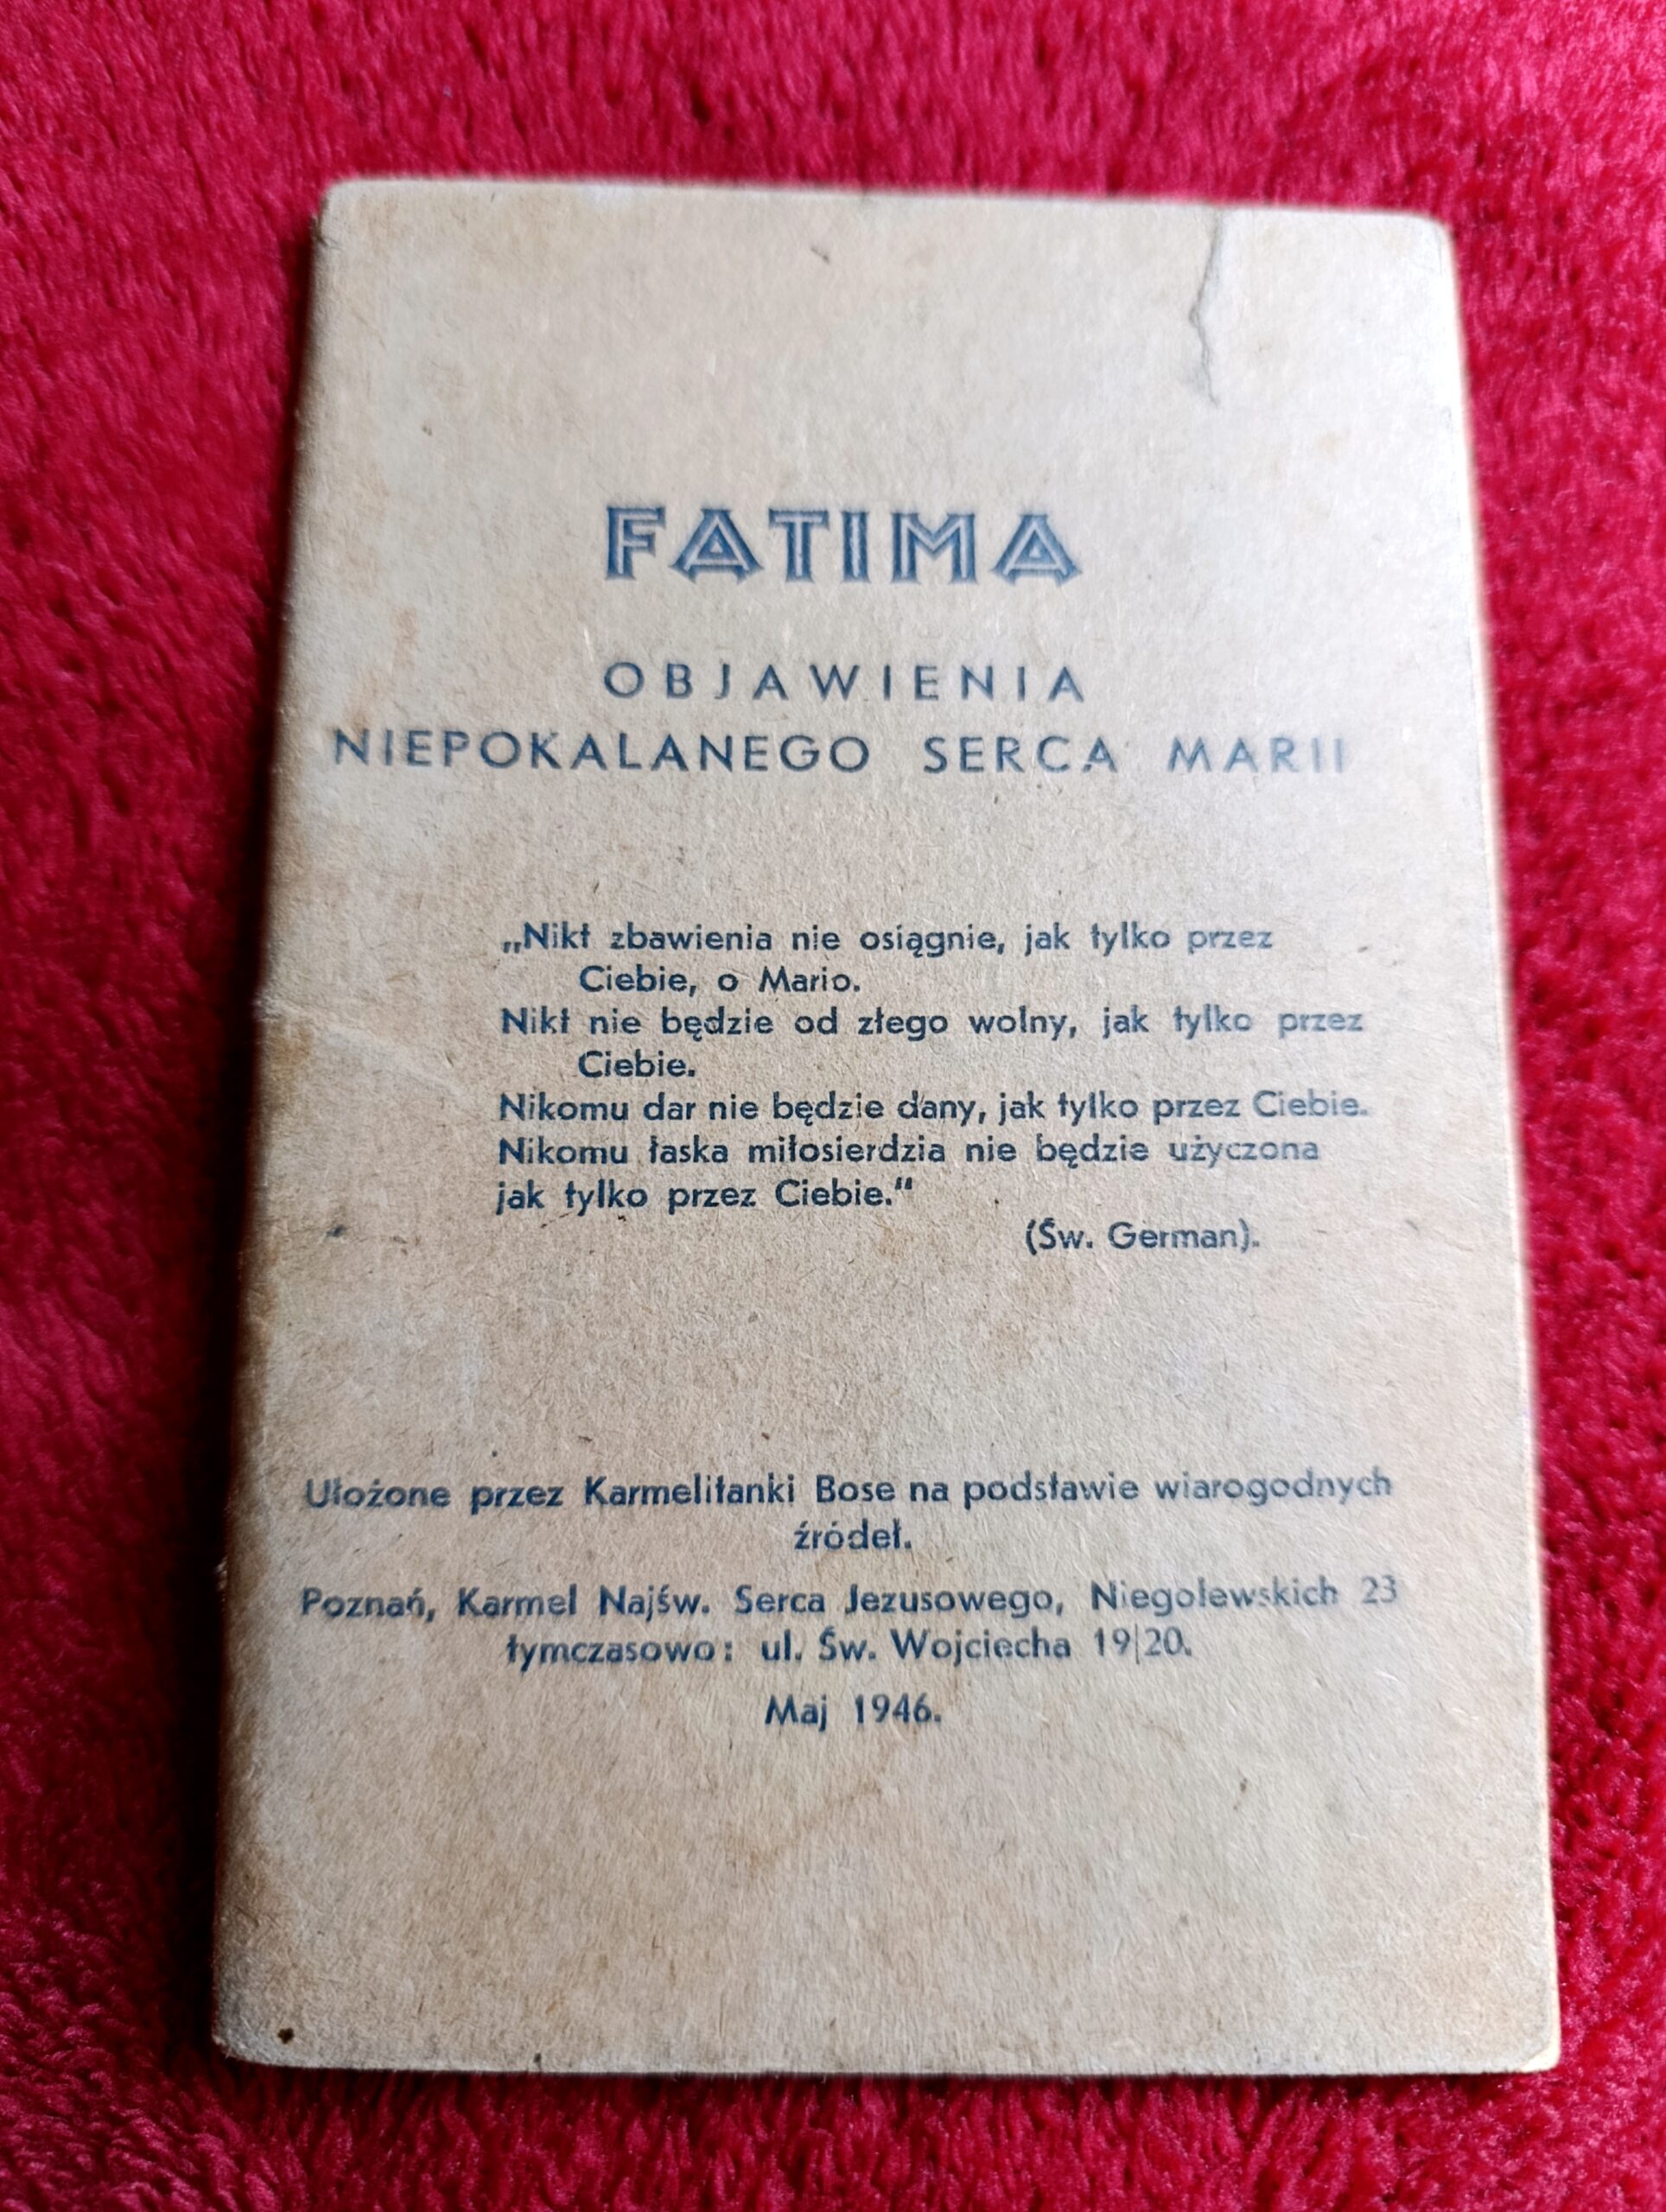 FATIMA
OBJAWIENIA
NIEPOKALANEGO SERCA MARII
„Nikt zbawienia nie osiągnie, jak tylko przez
Ciebie, o Mario.
Nikt nie będzie od złego wolny, jak tylko przez
Ciebie.
Nikomu dar nie będzie dany, jak tylko przez Ciebie.
Nikomu łaska miłosierdzia nie będzie użyczona
jak tylko przez Ciebie."
(Św. German).
Ułożone przez Karmelitanki Bose na podstawie wiarogodnych
źródeł.
Poznań, Karmel Najśw. Serca Jezusowego, Niegolewskich 23
tymczasowo: ul. Św. Wojciecha 19|20.
Maj 1946.